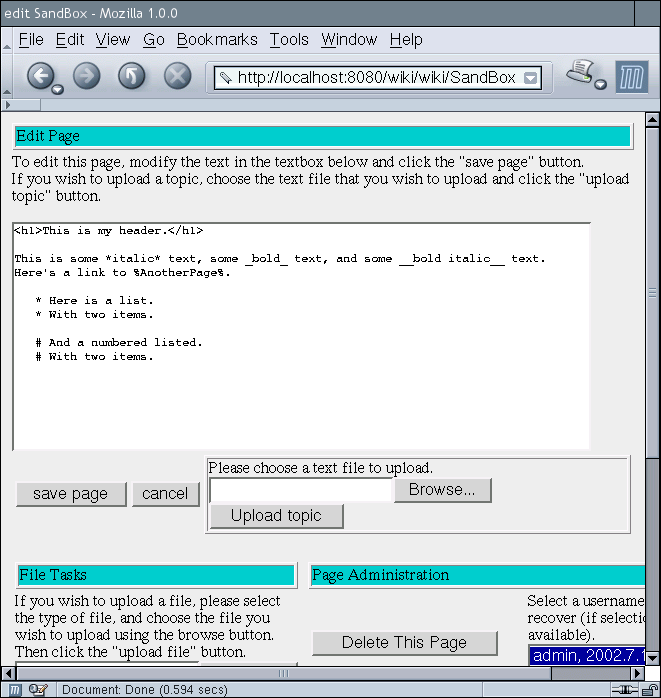 edit SandBox - Mozilla 1.0.0
File Edit View Go Bookmarks Tools Window Help
http://localhost:8080/wiki/wiki/SandBox
Edit Page
To edit this page, modify the text in the textbox below and click the "save page" button.
If you wish to upload a topic, choose the text file that you wish to upload and click the "upload
topic" button.
<h1>This is my header.</h1>
This is some *italic* text, some _bold_ text, and some __bold italic__ text.
Here's a link to %AnotherPage%.
* Here is a list.
* With two items.
# And a numbered listed.
# With two items.
Please choose a text file to upload.
save page cancel Browse...
Upload topic
File Tasks Page Administration
If you wish to upload a file, please select
the type of file, and choose the file you
wish to upload using the browse button.
Then click the "upload file" button.
Delete This Page
Select a username
recover (if selectio
available).
admin, 2002.7.1
Document: Done (0.594 secs)